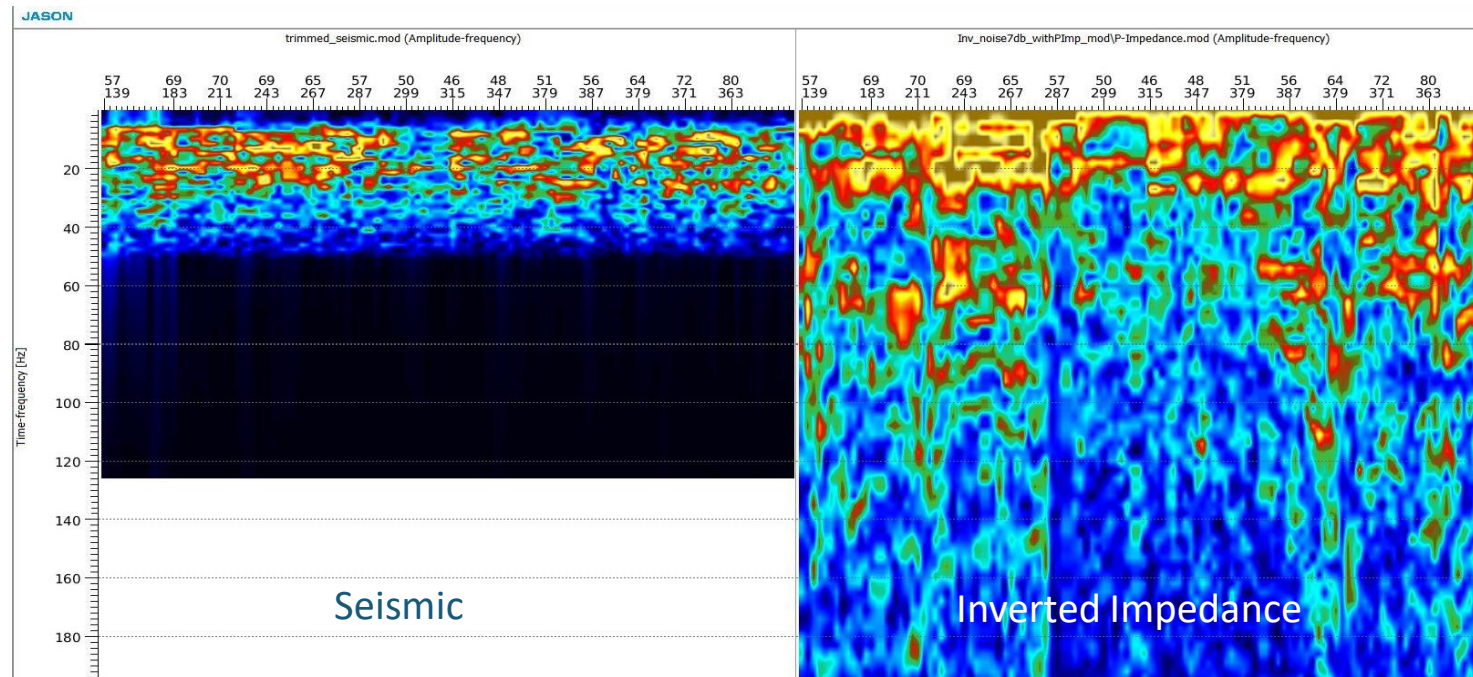 JASON
trimmed_seismic.mod (Amplitude-frequency)
57 69 70 69 65 57 50 46 48 51 56 64 72 80
139 183 211 243 267 287 299 315 347 379 387 379 371 363
Time-frequency [Hz]
20
40
60
80
100
120
140
160
180
Seismic
Inv_noise7db_withPImp_mod\P-Impedance.mod (Amplitude-frequency)
57 69 70 69 65 57 50 46 48 51 56 64 72 80
139 183 211 243 267 287 299 315 347 379 387 379 371 363
Inverted Impedance